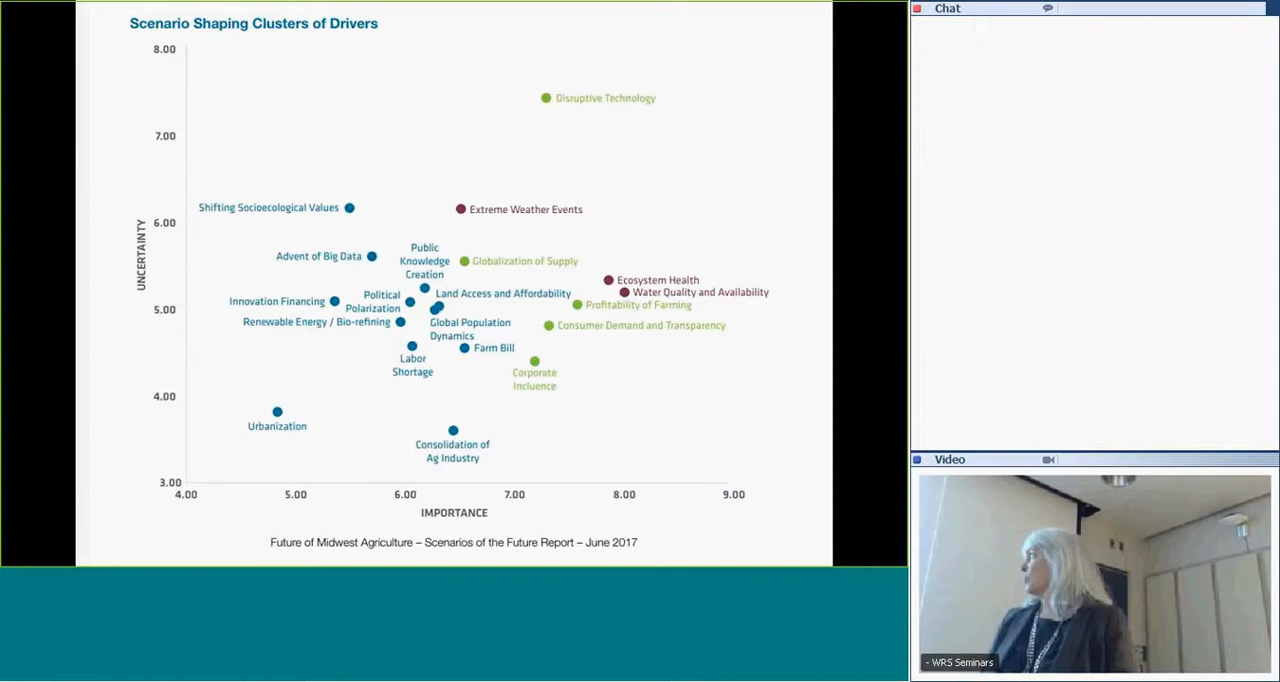 Scenario Shaping Clusters of Drivers
8.00
Disruptive Technology
7.00
Shifting Socioecological Values
Extreme Weather Events
6.00
UNCERTAINTY
Public
Knowledge
Creation
Advent of Big Data
Globalization of Supply
Ecosystem Health
Water Quality and Availability
Land Access and Affordability
Political
Polarization
Innovation Financing
Profitability of Farming
5.00
Renewable Energy / Bio-refining
Global Population
Dynamics
Consumer Demand and Transparency
Farm Bill
Labor
Shortage
Corporate
Incluence
4.00
Urbanization
Consolidation of
Ag Industry
3.00
4.00
5.00
6.00
7.00
8.00
9.00
IMPORTANCE
Future of Midwest Agriculture – Scenarios of the Future Report – June 2017
Chat
Video
- WRS Seminars